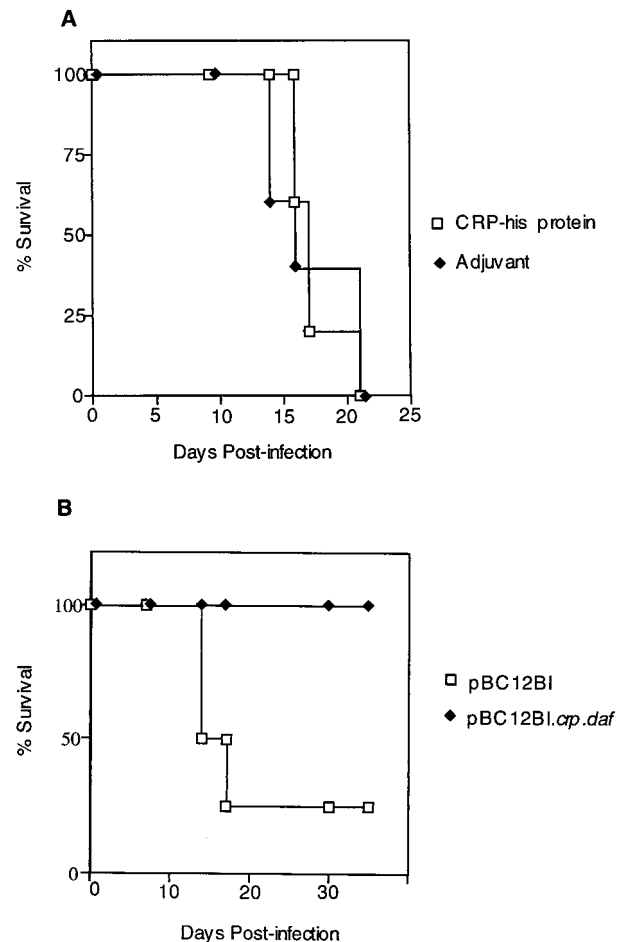 A
100
75
50
25
0
% Survival
0 5 10 15 20 25
Days Post-infection
CRP-his protein
Adjuvant
B
100
50
0
% Survival
0 10 20 30
Days Post-infection
pBC12BI
pBC12BI.crp.daf